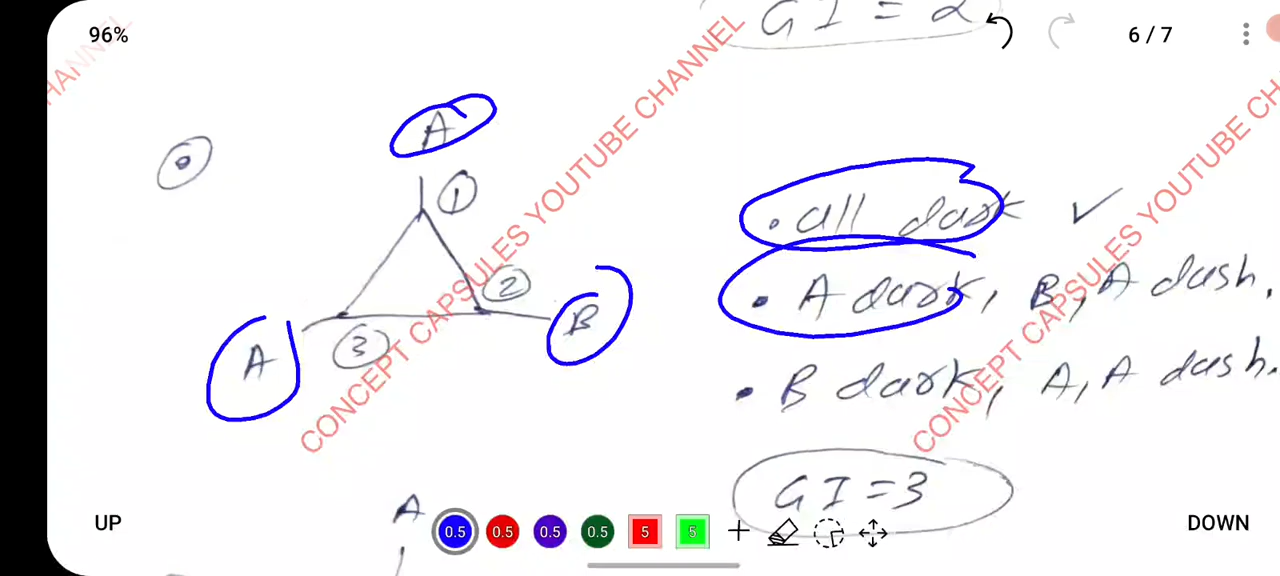 GI = 2
96%
6 / 7
CHANNEL
A
1
all dark ✓
2
A dark, B, A dash.
B
3
A
B dark, A, A dash.
CONCEPT CAPSULES YOUTUBE CHANNEL
CONCEPT CAPSULES YOUTUBE CHANNEL
GI = 3
A
UP
0.5 0.5 0.5 0.5 5 5
DOWN